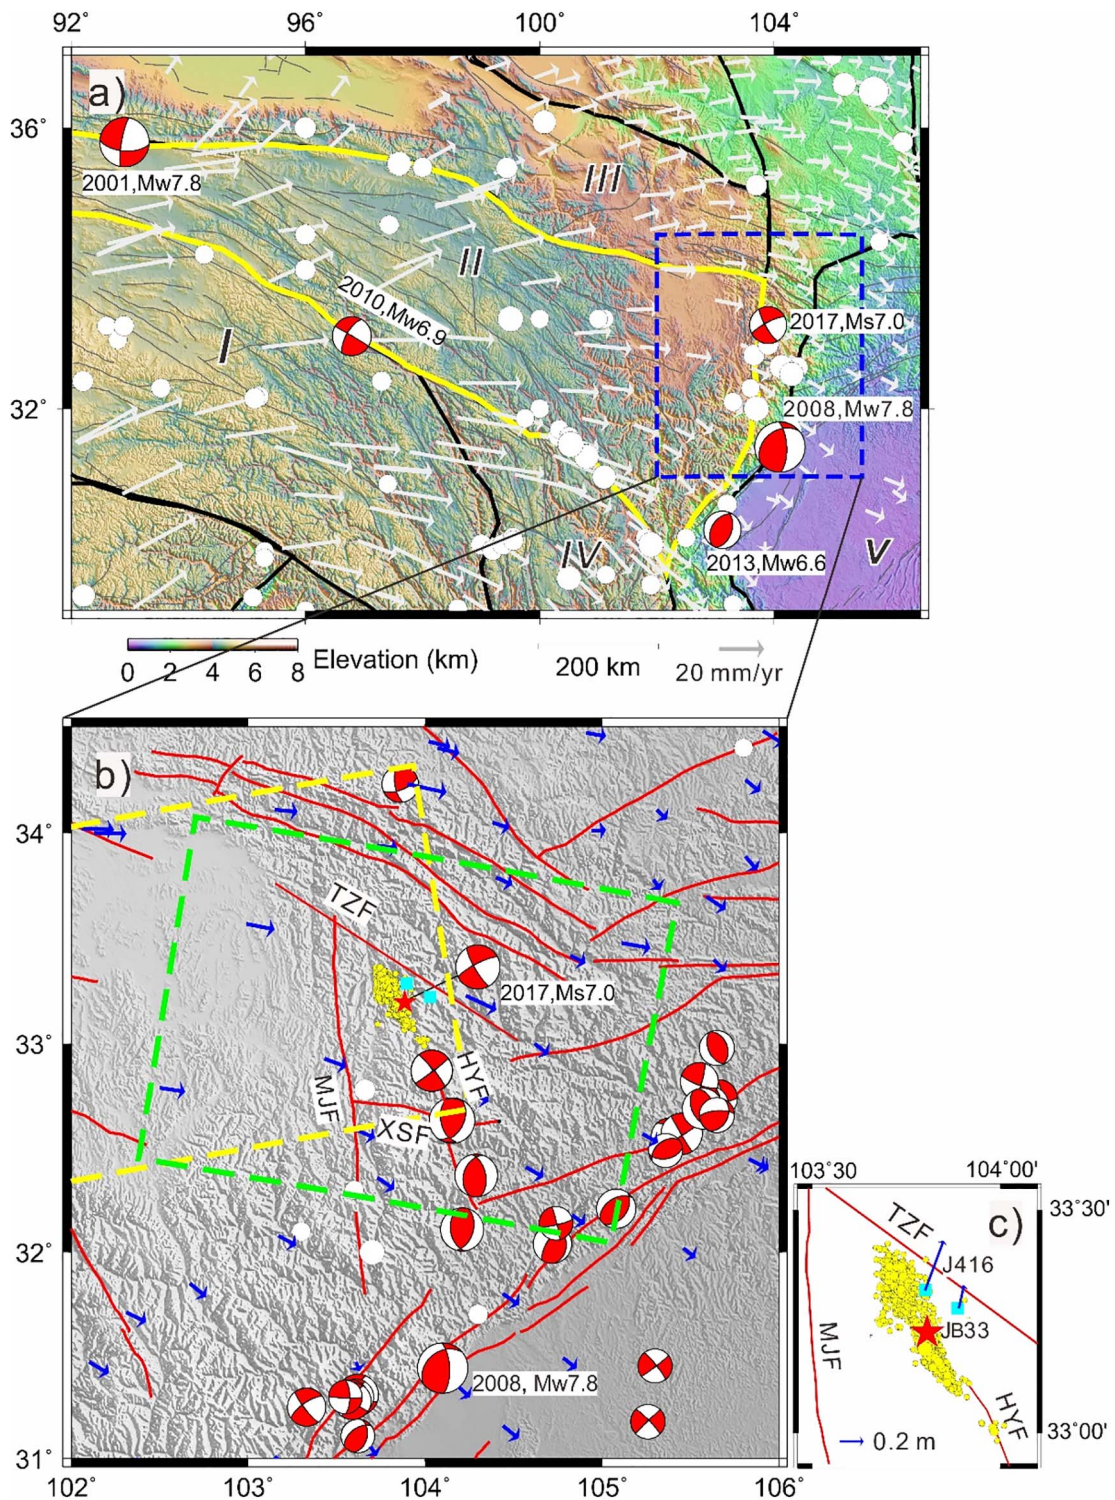 92° 96° 100° 104°
a)
36°
2001,Mw7.8
III
II
2010,Mw6.9
I
2017,Ms7.0
32°
2008,Mw7.8
IV
2013,Mw6.6
V
0 2 4 6 8 Elevation (km)
200 km
20 mm/yr
b)
34°
TZF
2017,Ms7.0
33°
HYF
MJF
XSF
32°
2008, Mw7.8
31°
102° 103° 104° 105° 106°
103°30' 104°00'
33°30'
c)
TZF
J416
JB33
MJF
HYF
0.2 m
33°00'